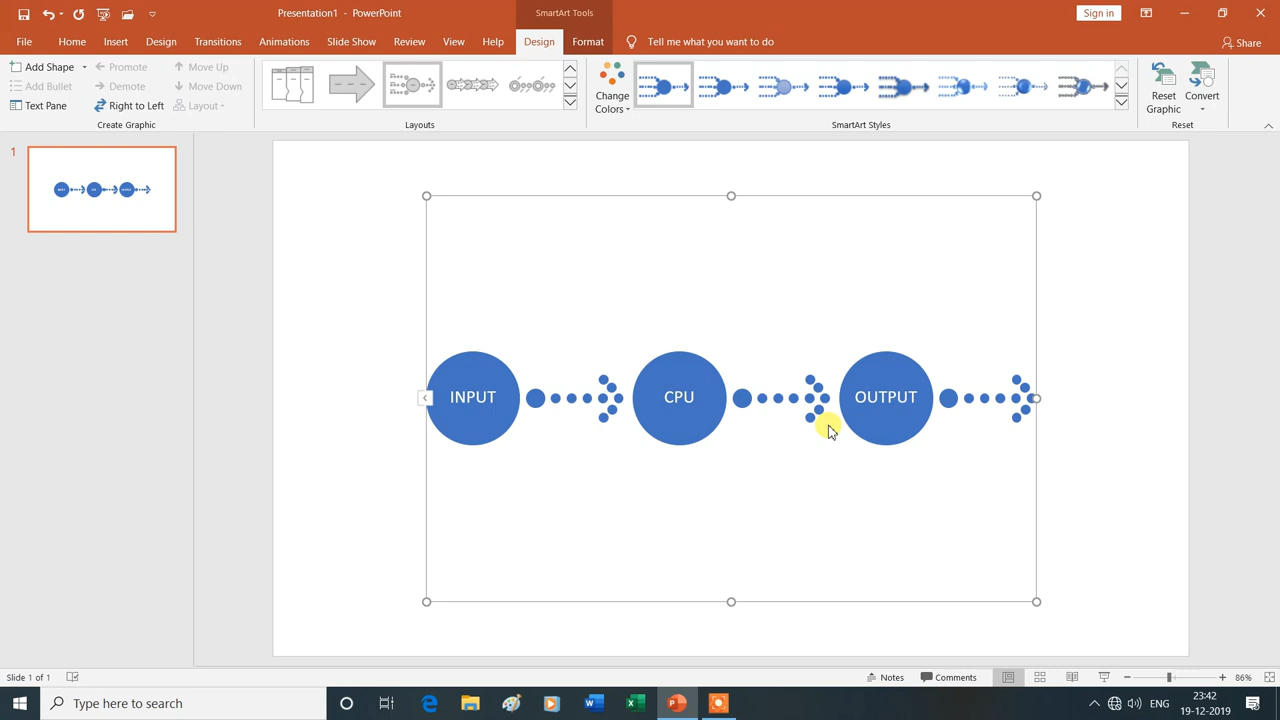 Presentation1 - PowerPoint
SmartArt Tools
Sign in
File
Home
Insert
Design
Transitions
Animations
Slide Show
Review
View
Help
Design
Format
Tell me what you want to do
Share
Add Shape
Promote
Move Up
Add Bullet
Demote
Move Down
Text Pane
Right to Left
Layout
Create Graphic
Layouts
Change
Colors
SmartArt Styles
Reset
Graphic
Convert
Reset
1
INPUT
CPU
OUTPUT
Slide 1 of 1
Notes
Comments
86%
Type here to search
ENG
23:42
19-12-2019